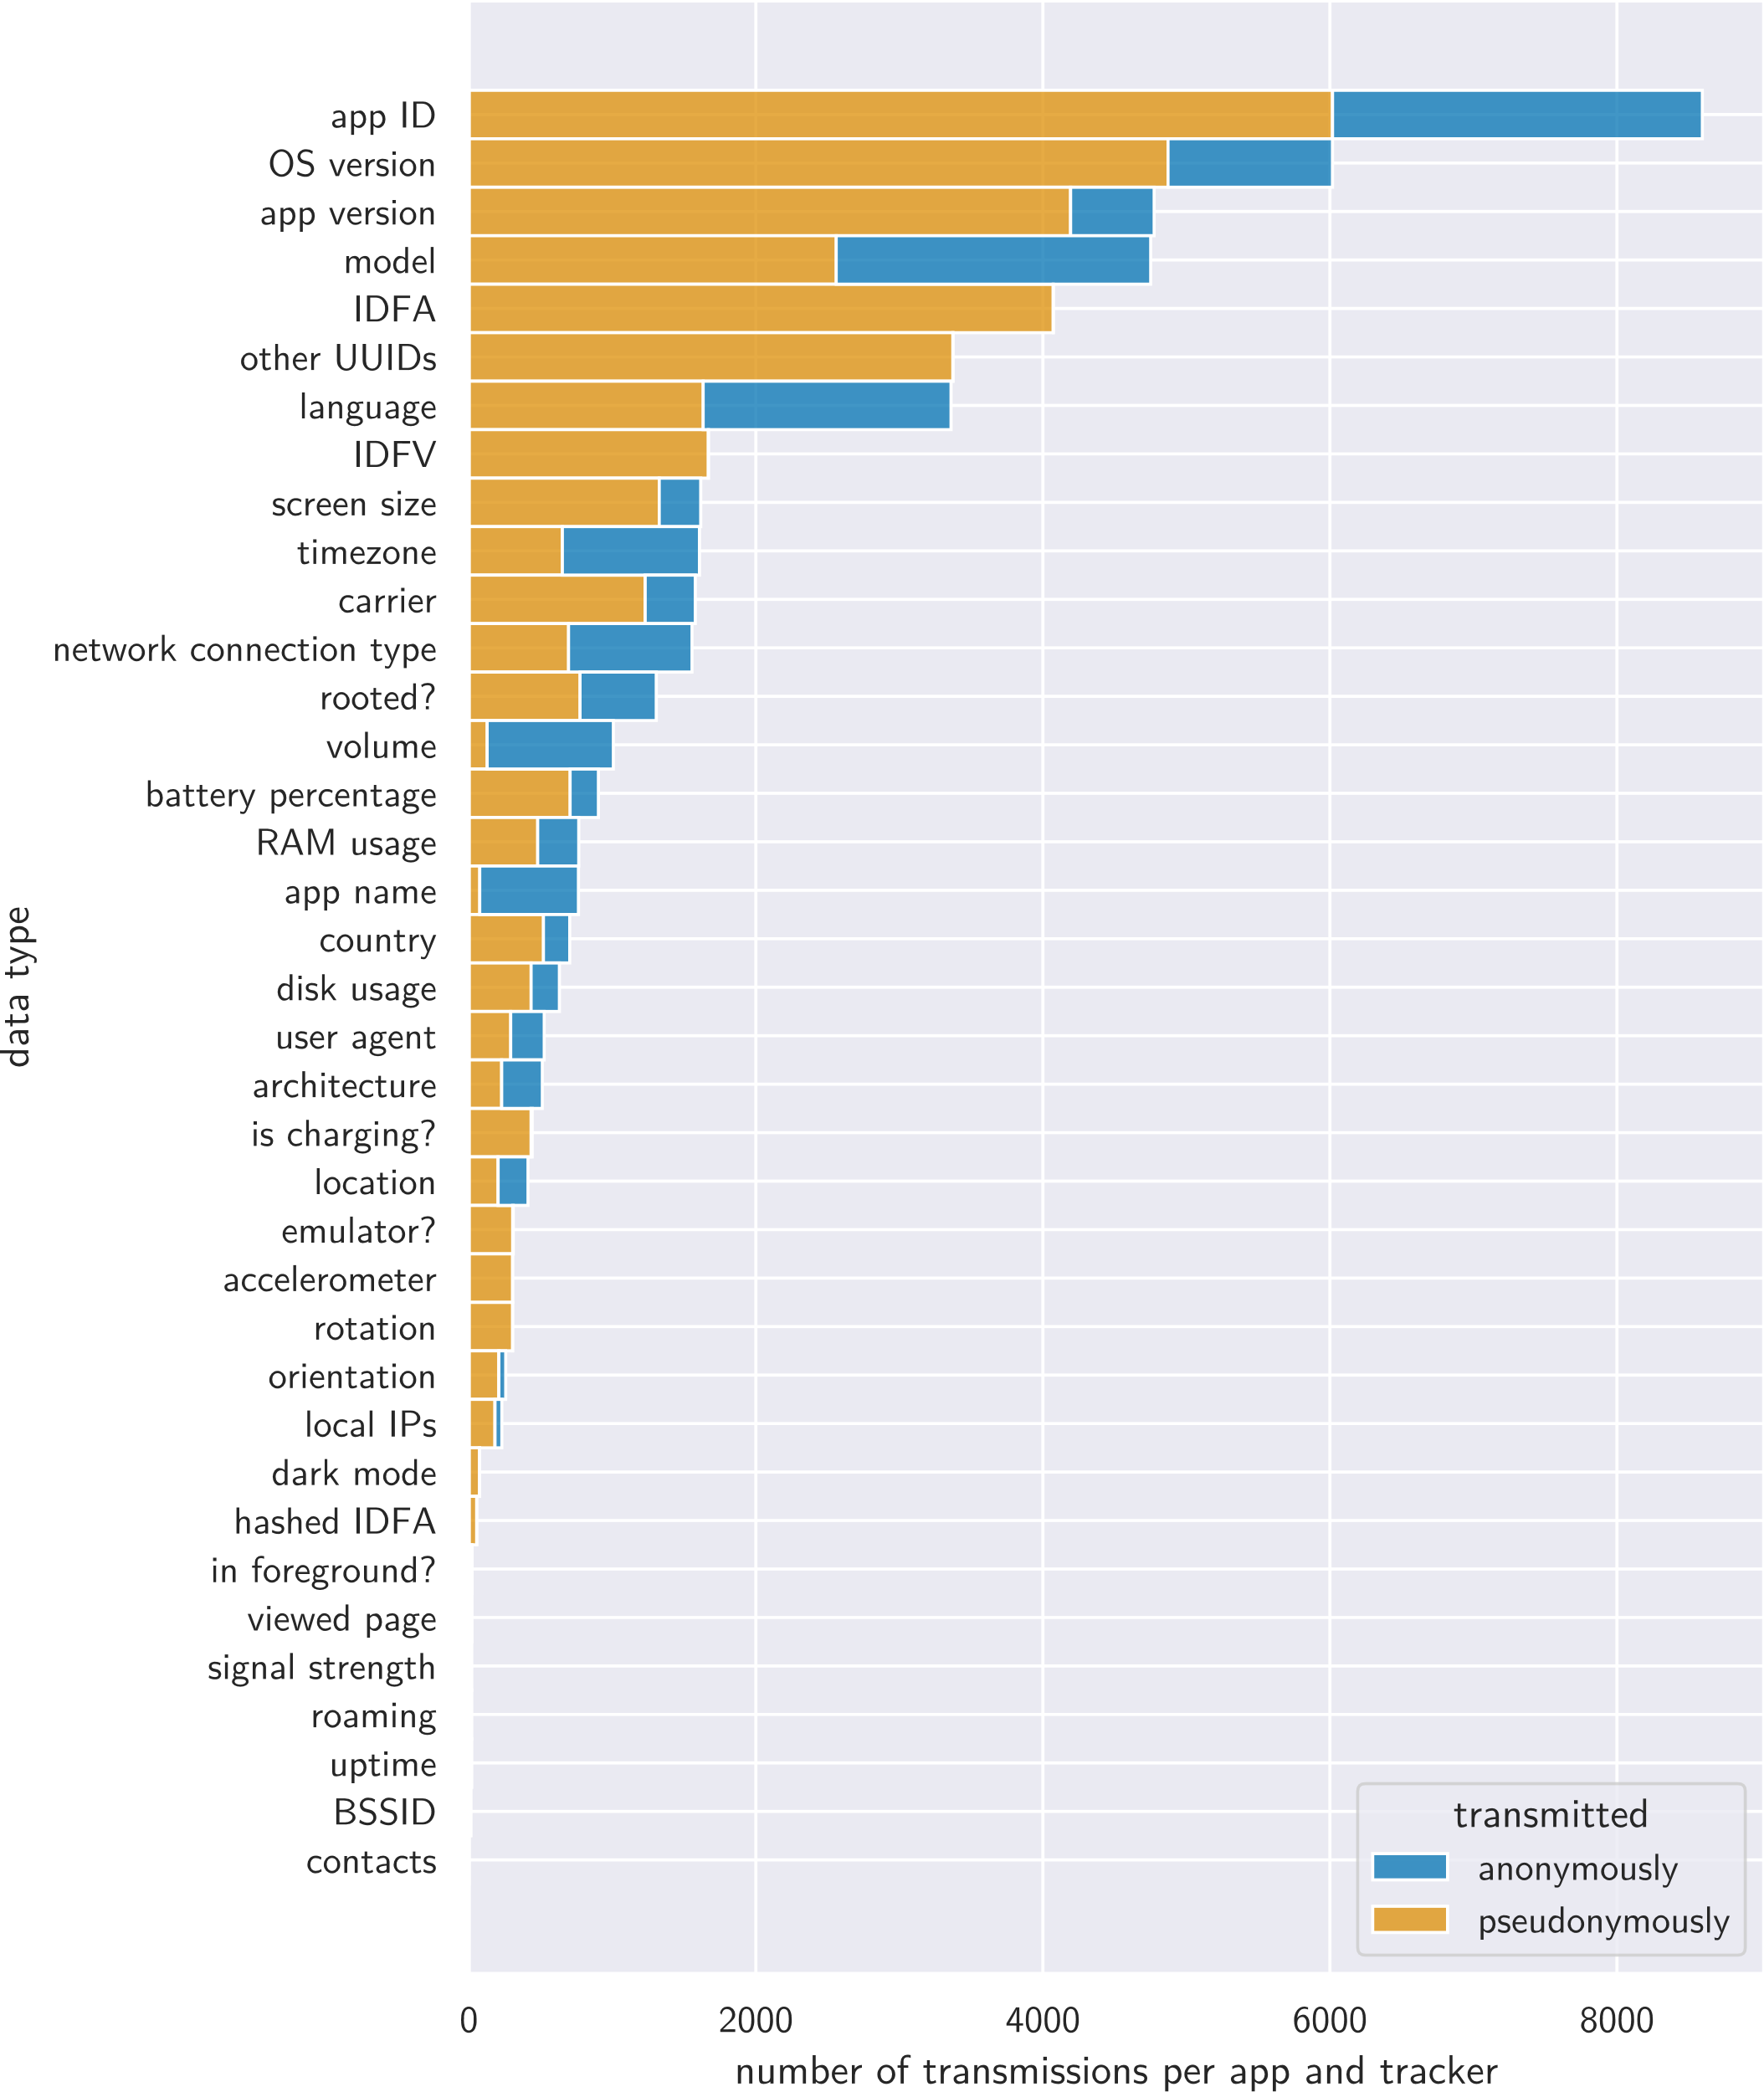 app ID
OS version
app version
model
IDFA
other UUIDs
language
IDFV
screen size
timezone
carrier
network connection type
rooted?
volume
battery percentage
RAM usage
app name
country
disk usage
user agent
architecture
is charging?
location
emulator?
accelerometer
rotation
orientation
local IPs
dark mode
hashed IDFA
in foreground?
viewed page
signal strength
roaming
uptime
BSSID
contacts
data type
transmitted
anonymously
pseudonymously
0 2000 4000 6000 8000
number of transmissions per app and tracker